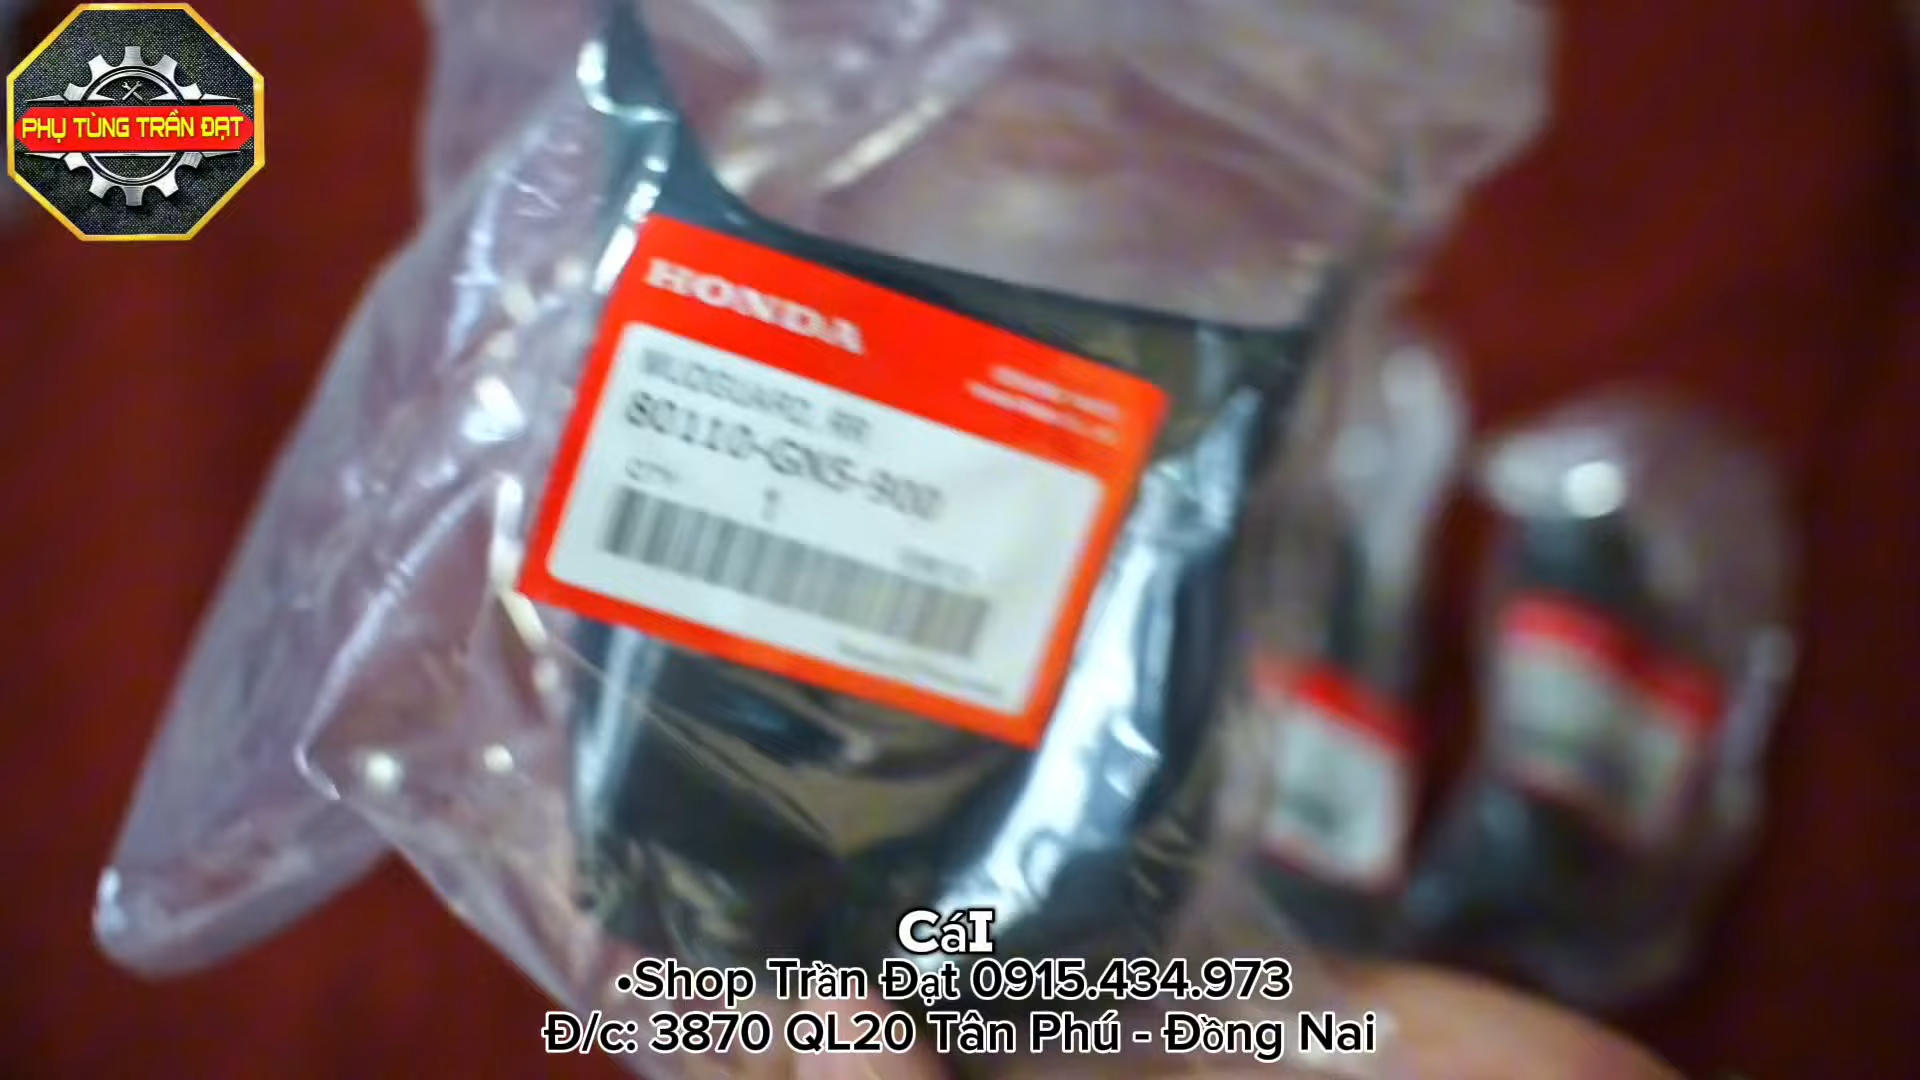 PHỤ TÙNG TRẦN ĐẠT
HONDA
MUDGUARD, RR
80110-GN5-900
QTY
1
CáI
•Shop Trần Đạt 0915.434.973
Đ/c: 3870 QL20 Tân Phú - Đồng Nai